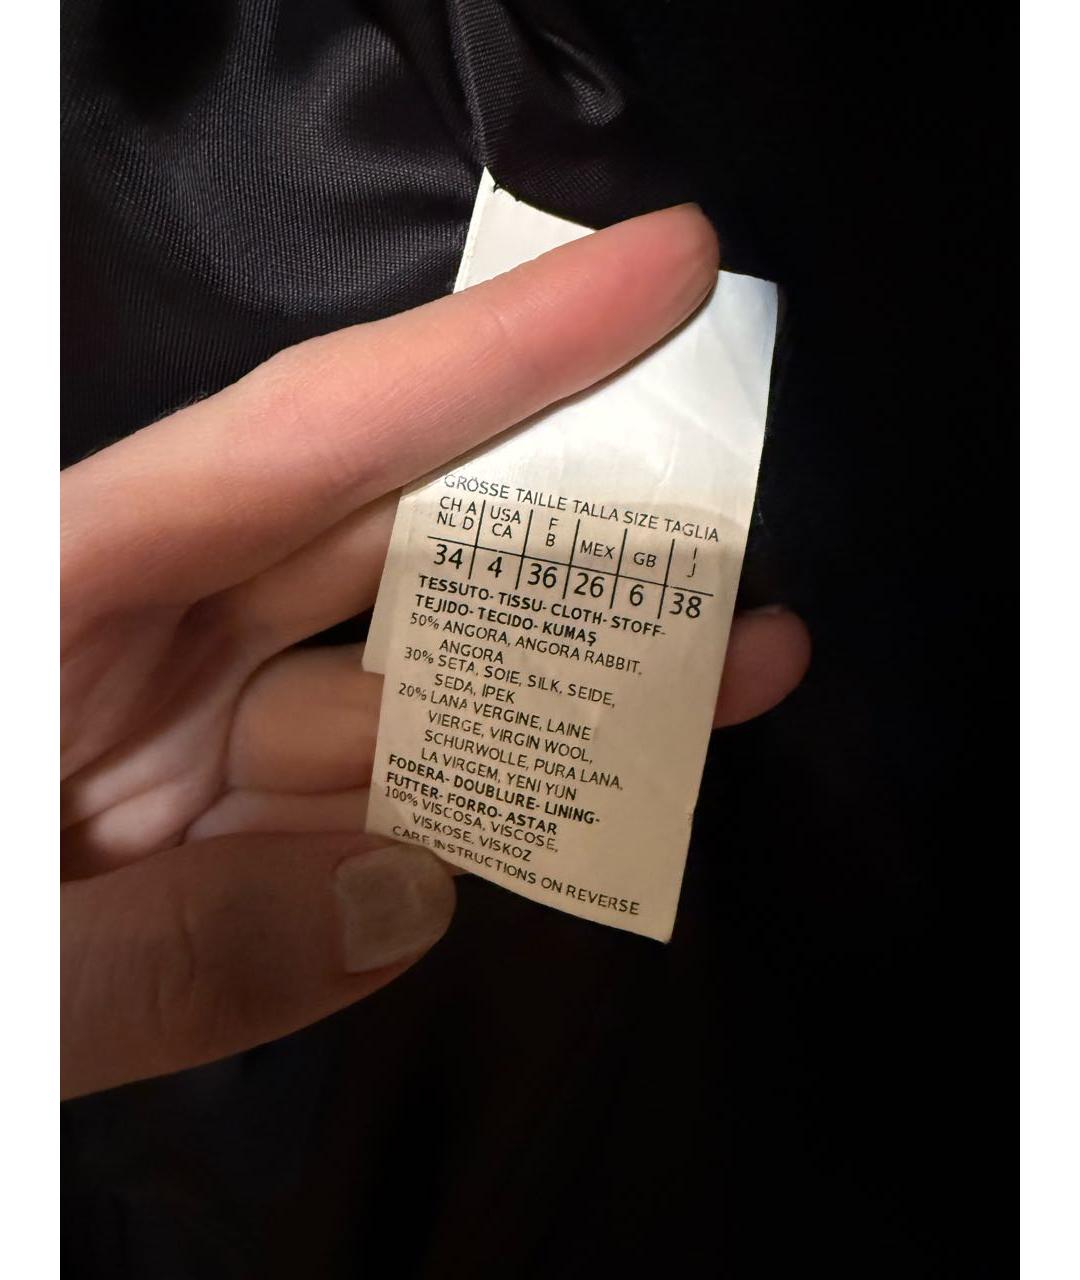 GRÖSSE TAILLE TALLA SIZE TAGLIA
CH A USA F MEX GB I
NL D CA B J
34 4 36 26 6 38
TESSUTO- TISSU- CLOTH- STOFF-
TEJIDO- TECIDO- KUMAŞ
50% ANGORA, ANGORA RABBIT,
ANGORA
30% SETA, SOIE, SILK, SEIDE,
SEDA, IPEK
20% LANA VERGINE, LAINE
VIERGE, VIRGIN WOOL,
SCHURWOLLE, PURA LANA,
LA VIRGEM, YENI YUN
FODERA- DOUBLURE- LINING-
FUTTER- FORRO- ASTAR
100% VISCOSA, VISCOSE,
VISKOSE, VISKOZ
CARE INSTRUCTIONS ON REVERSE